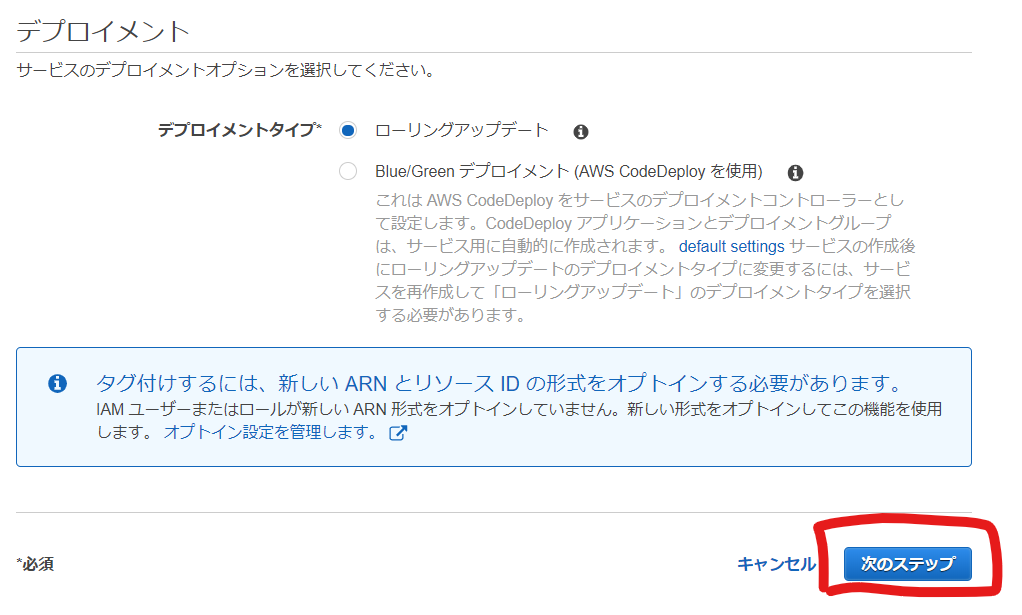 デプロイメント
サービスのデプロイメントオプションを選択してください。
デプロイメントタイプ* ローリングアップデート
Blue/Green デプロイメント (AWS CodeDeploy を使用)
これは AWS CodeDeploy をサービスのデプロイメントコントローラーとし
て設定します。CodeDeploy アプリケーションとデプロイメントグループ
は、サービス用に自動的に作成されます。 default settings サービスの作成後
にローリングアップデートのデプロイメントタイプに変更するには、サービ
スを再作成して「ローリングアップデート」のデプロイメントタイプを選択
する必要があります。
タグ付けするには、新しい ARN とリソース ID の形式をオプトインする必要があります。
IAM ユーザーまたはロールが新しい ARN 形式をオプトインしていません。新しい形式をオプトインしてこの機能を使用
します。 オプトイン設定を管理します。
*必須 キャンセル 次のステップ